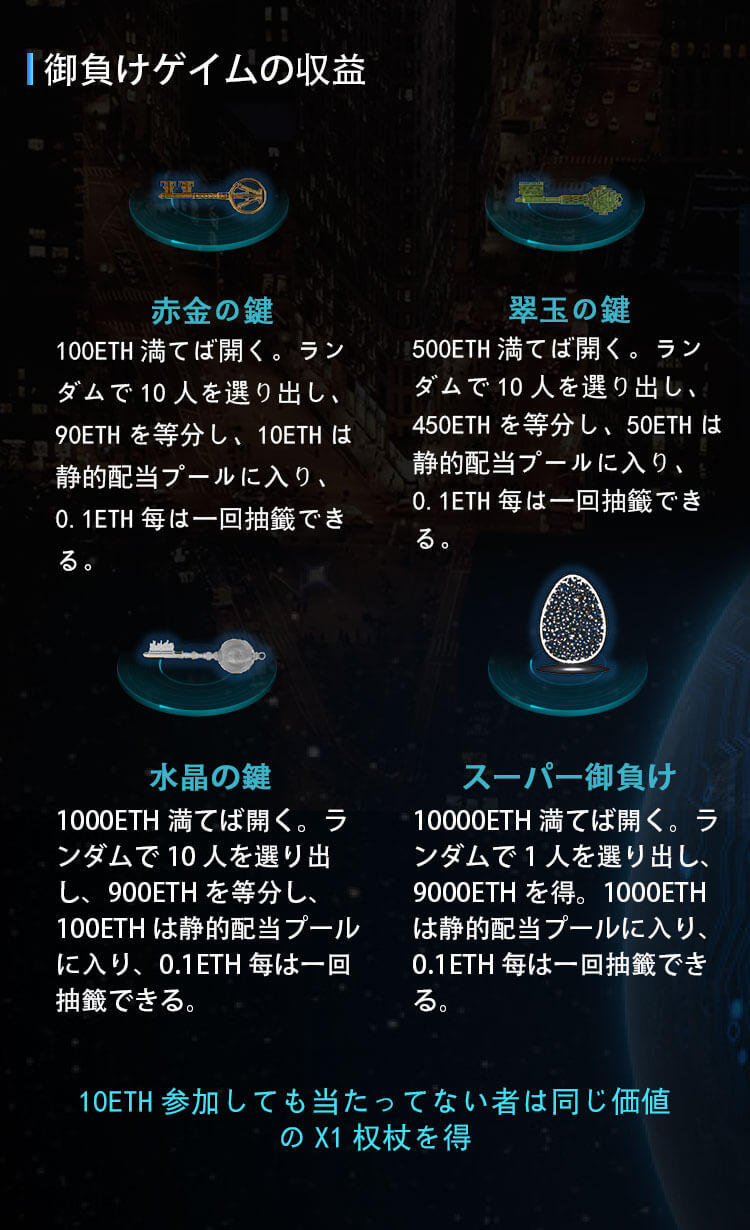 御負けゲイムの収益
赤金の鍵
100ETH 満てば開く。ラン
ダムで 10 人を選り出し、
90ETH を等分し、10ETH は
静的配当プールに入り、
0.1ETH 毎は一回抽籤でき
る。
翠玉の鍵
500ETH 満てば開く。ラン
ダムで 10 人を選り出し、
450ETH を等分し、50ETH は
静的配当プールに入り、
0.1ETH 毎は一回抽籤でき
る。
水晶の鍵
1000ETH 満てば開く。ラ
ンダムで 10 人を選り出
し、900ETH を等分し、
100ETH は静的配当プール
に入り、0.1ETH 毎は一回
抽籤できる。
スーパー御負け
10000ETH 満てば開く。ラ
ンダムで 1 人を選り出し、
9000ETH を得。1000ETH
は静的配当プールに入り、
0.1ETH 毎は一回抽籤でき
る。
10ETH 参加しても当たってない者は同じ価値
の X1 权杖を得